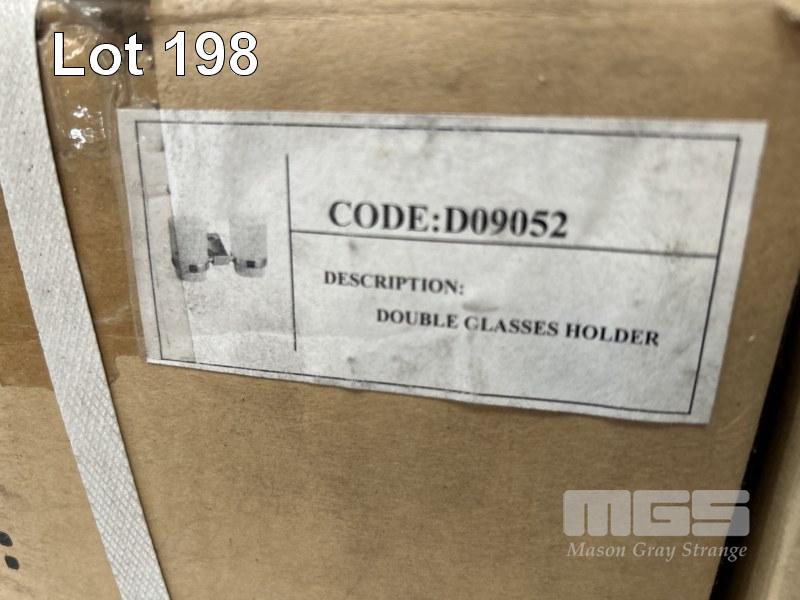 Lot 198
CODE:D09052
DESCRIPTION:
DOUBLE GLASSES HOLDER
MGS
Mason Gray Strange